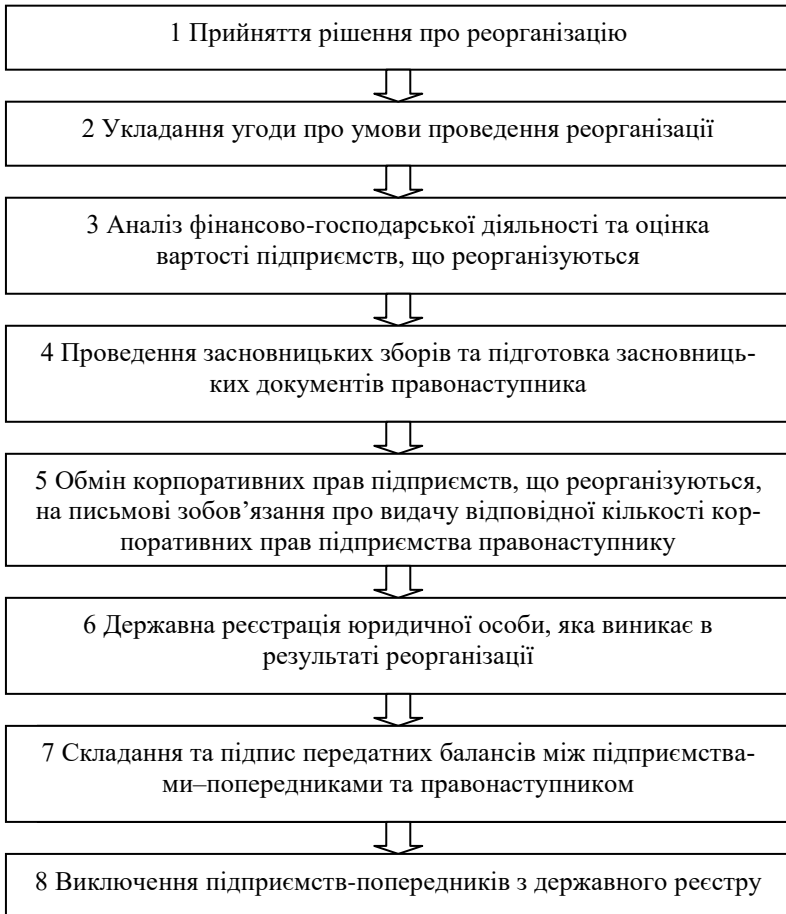 1 Прийняття рішення про реорганізацію
2 Укладання угоди про умови проведення реорганізації
3 Аналіз фінансово-господарської діяльності та оцінка
вартості підприємств, що реорганізуються
4 Проведення засновницьких зборів та підготовка засновниць-
ких документів правонаступника
5 Обмін корпоративних прав підприємств, що реорганізуються,
на письмові зобов’язання про видачу відповідної кількості кор-
поративних прав підприємства правонаступнику
6 Державна реєстрація юридичної особи, яка виникає в
результаті реорганізації
7 Складання та підпис передатних балансів між підприємства-
ми–попередниками та правонаступником
8 Виключення підприємств-попередників з державного реєстру